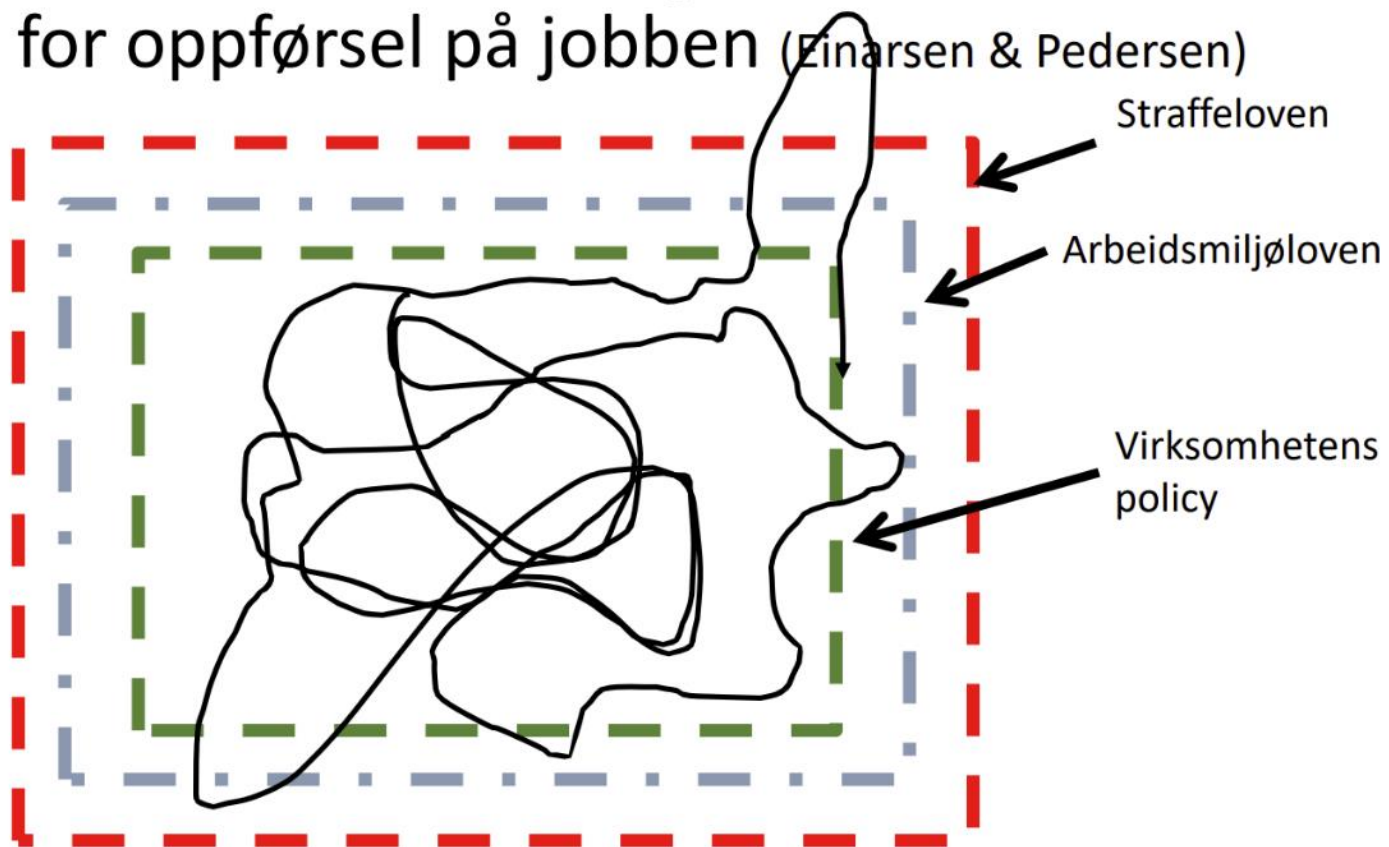 for oppførsel på jobben (Einarsen & Pedersen)
Straffeloven
Arbeidsmiljøloven
Virksomhetens
policy